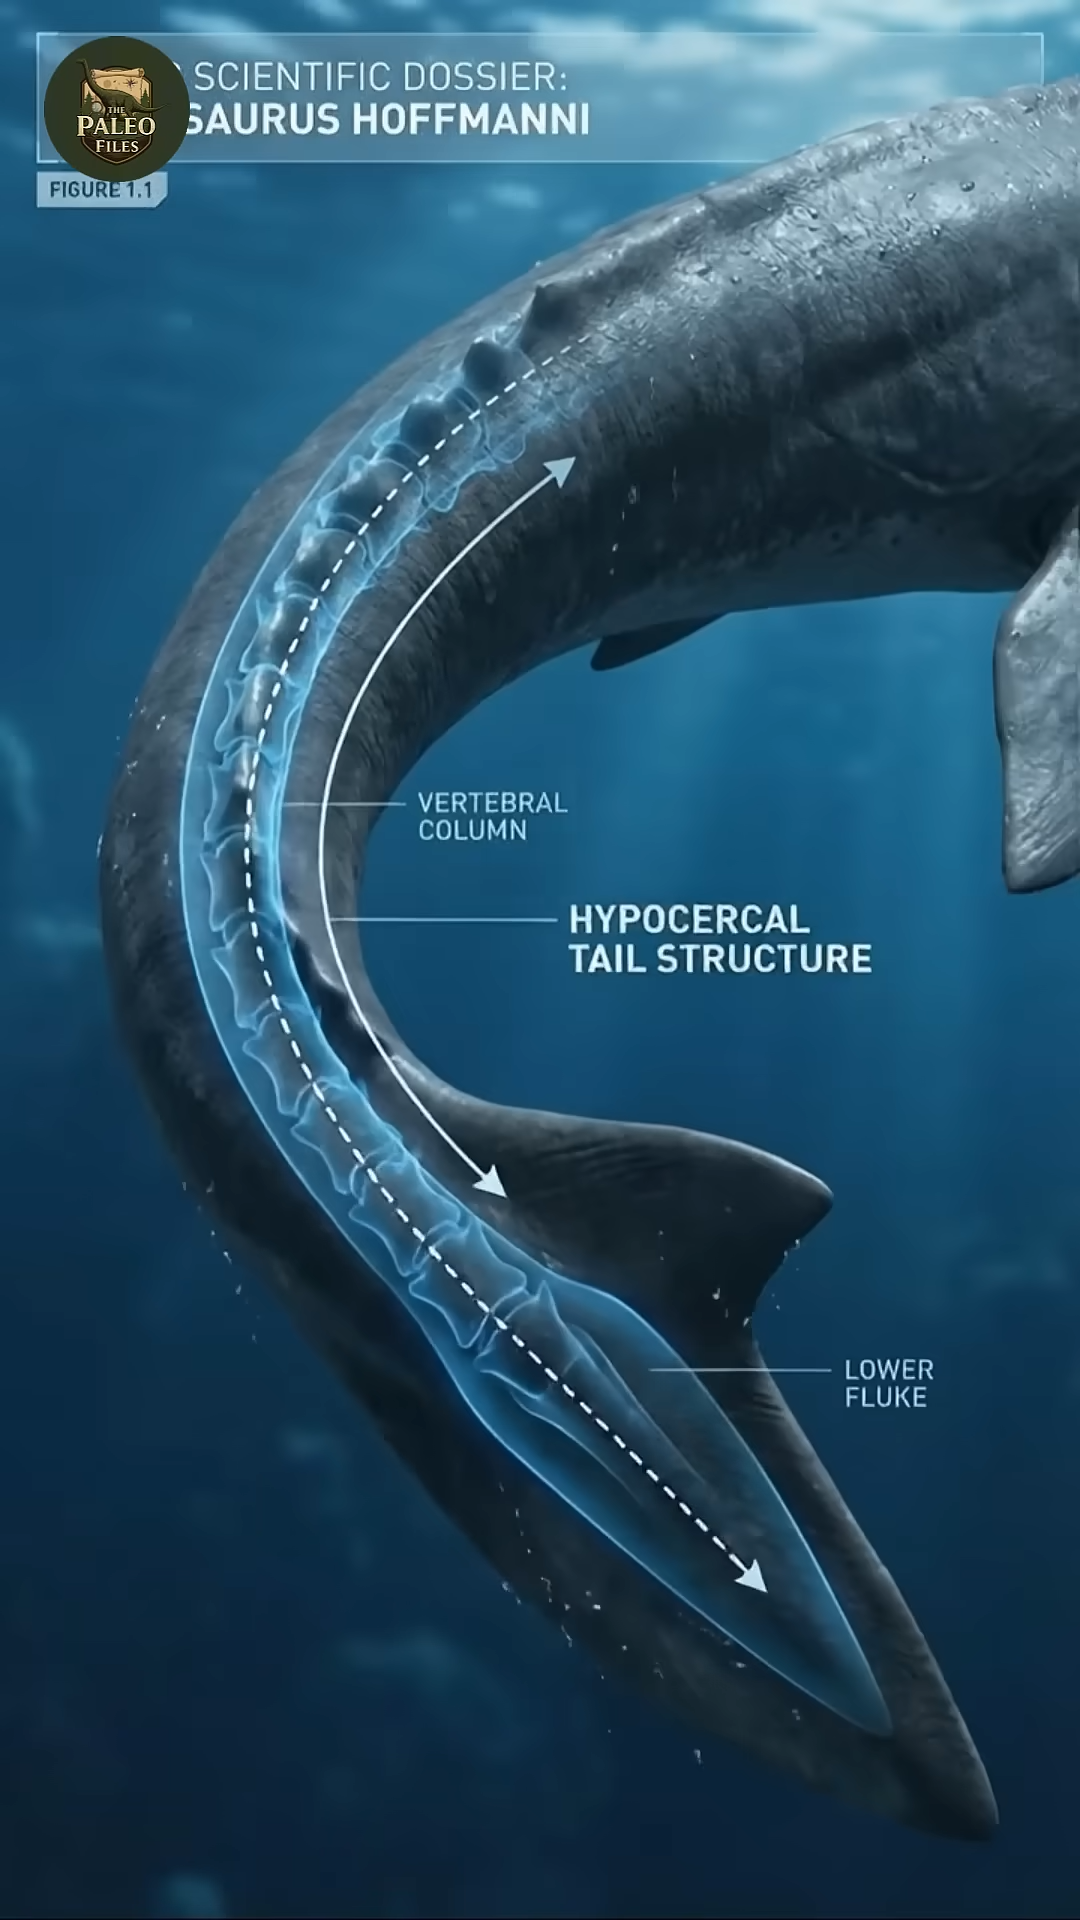 SCIENTIFIC DOSSIER:
SAURUS HOFFMANNI
THE
PALEO
FILES
FIGURE 1.1
VERTEBRAL
COLUMN
HYPOCERCAL
TAIL STRUCTURE
LOWER
FLUKE